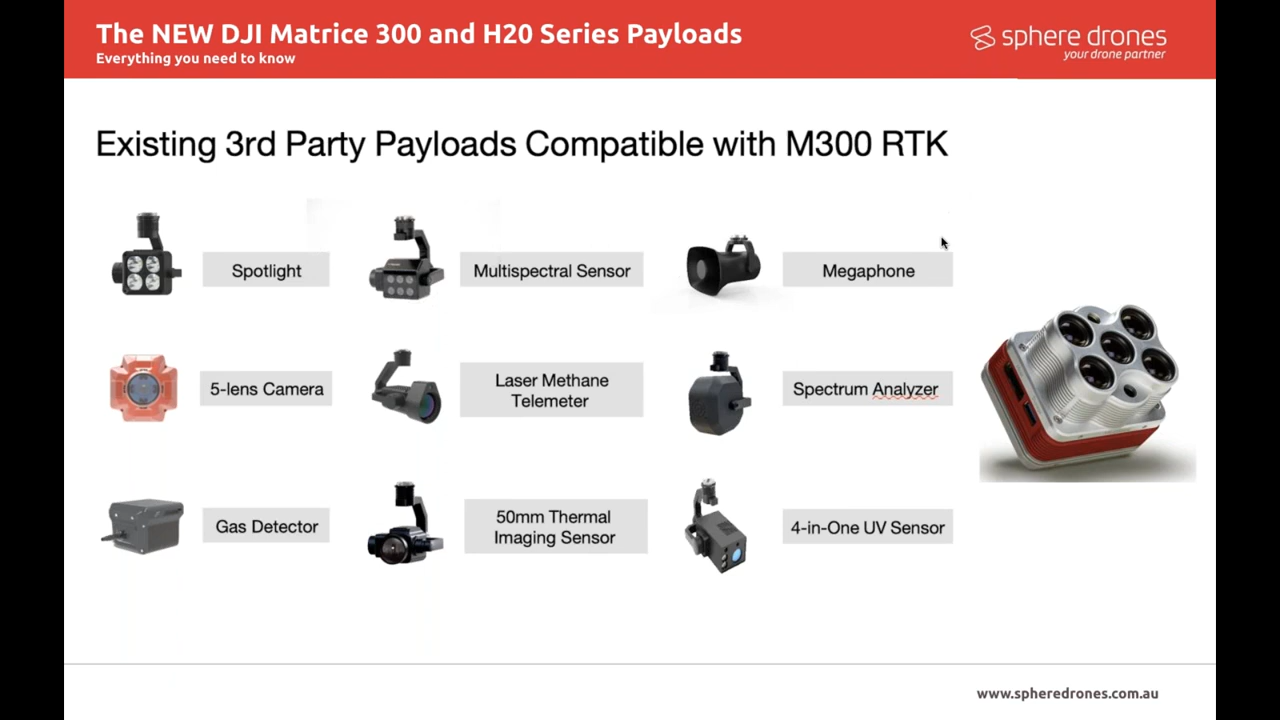 The NEW DJI Matrice 300 and H20 Series Payloads
Everything you need to know
sphere drones
your drone partner
Existing 3rd Party Payloads Compatible with M300 RTK
Spotlight
Multispectral Sensor
Megaphone
5-lens Camera
Laser Methane
Telemeter
Spectrum Analyzer
Gas Detector
50mm Thermal
Imaging Sensor
4-in-One UV Sensor
www.spheredrones.com.au